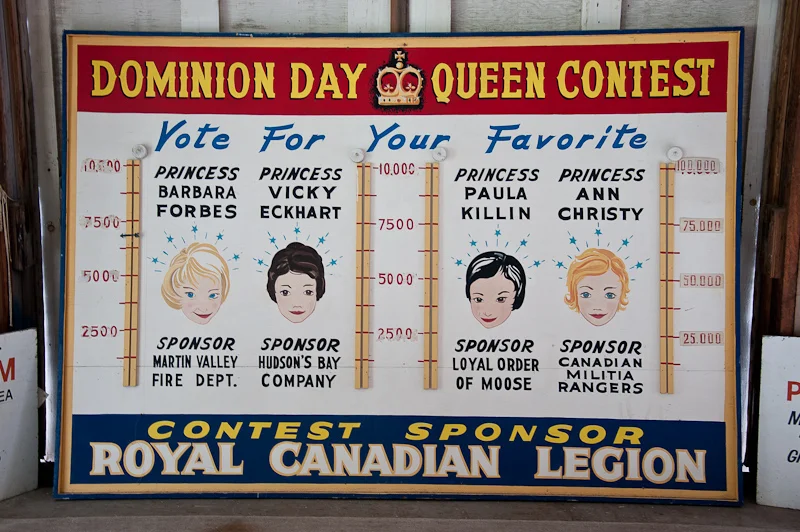 DOMINION DAY QUEEN CONTEST
Vote For Your Favorite
PRINCESS
BARBARA
FORBES
PRINCESS
VICKY
ECKHART
PRINCESS
PAULA
KILLIN
PRINCESS
ANN
CHRISTY
10,000
7500
5000
2500
10,000
7500
5000
2500
100.000
75.000
50.000
25.000
SPONSOR
MARTIN VALLEY
FIRE DEPT.
SPONSOR
HUDSON'S BAY
COMPANY
SPONSOR
LOYAL ORDER
OF MOOSE
SPONSOR
CANADIAN
MILITIA
RANGERS
CONTEST SPONSOR
ROYAL CANADIAN LEGION